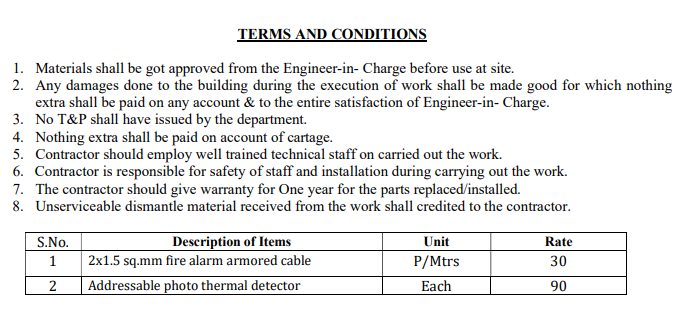 TERMS AND CONDITIONS
1. Materials shall be got approved from the Engineer-in- Charge before use at site.
2. Any damages done to the building during the execution of work shall be made good for which nothing
extra shall be paid on any account & to the entire satisfaction of Engineer-in- Charge.
3. No T&P shall have issued by the department.
4. Nothing extra shall be paid on account of cartage.
5. Contractor should employ well trained technical staff on carried out the work.
6. Contractor is responsible for safety of staff and installation during carrying out the work.
7. The contractor should give warranty for One year for the parts replaced/installed.
8. Unserviceable dismantle material received from the work shall credited to the contractor.
S.No. Description of Items Unit Rate
1 2x1.5 sq.mm fire alarm armored cable P/Mtrs 30
2 Addressable photo thermal detector Each 90